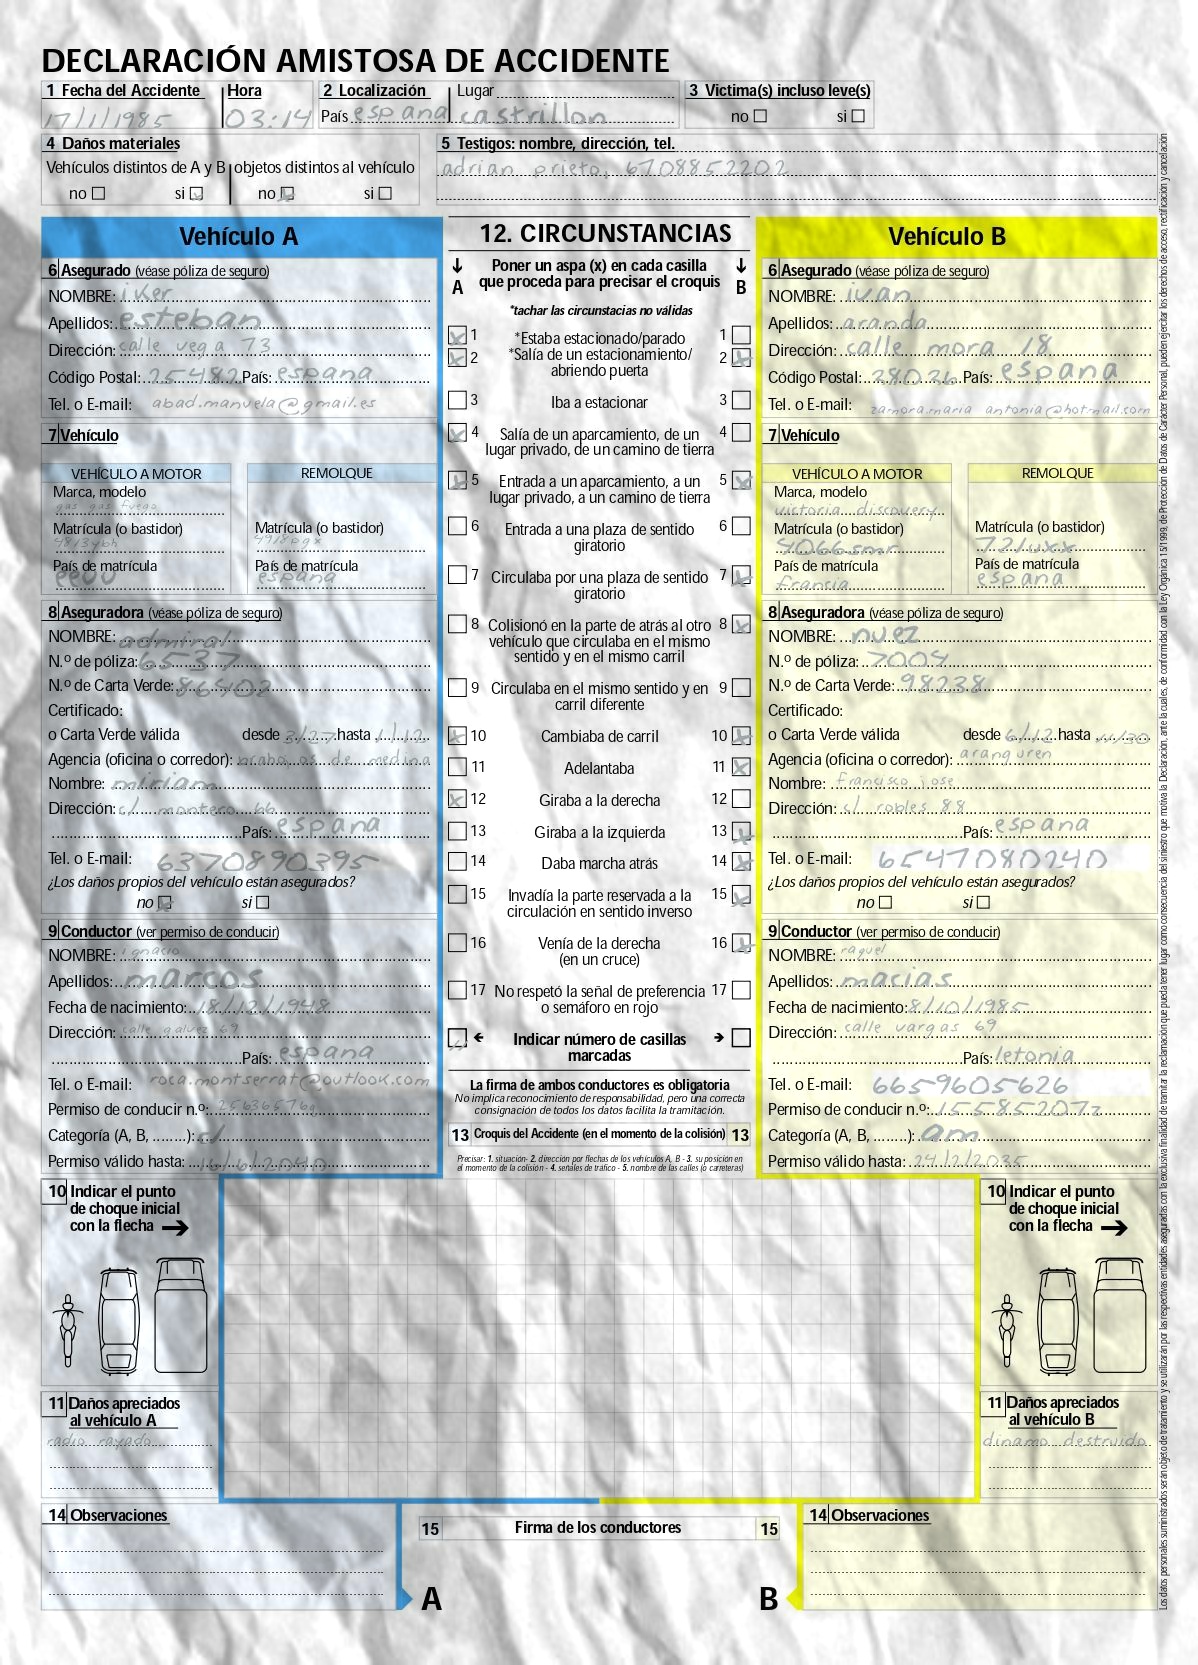 DECLARACIÓN AMISTOSA DE ACCIDENTE
1 Fecha del Accidente Hora 2 Localización Lugar 3 Victima(s) incluso leve(s)
17/1/1985 03:14 País espana castrillon no si
4 Daños materiales 5 Testigos: nombre, dirección, tel.
Vehículos distintos de A y B objetos distintos al vehículo adrian prieto, 6708852202
no si no si
Vehículo A
6 Asegurado (véase póliza de seguro)
NOMBRE: iker
Apellidos: esteban
Dirección: calle vega 73
Código Postal: 25482 País: espana
Tel. o E-mail: abad.manuela@gmail.es
7 Vehículo
VEHÍCULO A MOTOR REMOLQUE
Marca, modelo
gas gas fuego
Matrícula (o bastidor) Matrícula (o bastidor)
4813ybh 4918pgx
País de matrícula País de matrícula
eeuu espana
8 Aseguradora (véase póliza de seguro)
NOMBRE: admiral
N.º de póliza: 6537
N.º de Carta Verde: 86402
Certificado:
o Carta Verde válida desde hasta
Agencia (oficina o corredor): de medina
Nombre: miriam
Dirección: c/ montero 66
País: espana
Tel. o E-mail: 6370890395
¿Los daños propios del vehículo están asegurados?
no si
9 Conductor (ver permiso de conducir)
NOMBRE: ignacio
Apellidos: marcos
Fecha de nacimiento: 18/12/1948
Dirección: calle galvez 69
País: espana
Tel. o E-mail: roca.montserrat@outlook.com
Permiso de conducir n.º:
Categoría (A, B, ........):
Permiso válido hasta: 16/6/2040
12. CIRCUNSTANCIAS
A Poner un aspa (x) en cada casilla que proceda para precisar el croquis B
*tachar las circunstacias no válidas
1 *Estaba estacionado/parado 1
2 *Salía de un estacionamiento/ 2
abriendo puerta
3 Iba a estacionar 3
4 Salía de un aparcamiento, de un 4
lugar privado, de un camino de tierra
5 Entrada a un aparcamiento, a un 5
lugar privado, a un camino de tierra
6 Entrada a una plaza de sentido 6
giratorio
7 Circulaba por una plaza de sentido 7
giratorio
8 Colisionó en la parte de atrás al otro 8
vehículo que circulaba en el mismo
sentido y en el mismo carril
9 Circulaba en el mismo sentido y en 9
carril diferente
10 Cambiaba de carril 10
11 Adelantaba 11
12 Giraba a la derecha 12
13 Giraba a la izquierda 13
14 Daba marcha atrás 14
15 Invadía la parte reservada a la 15
circulación en sentido inverso
16 Venía de la derecha 16
(en un cruce)
17 No respetó la señal de preferencia 17
o semáforo en rojo
Indicar número de casillas
marcadas
La firma de ambos conductores es obligatoria
No implica reconocimiento de responsabilidad, pero una correcta
consignación de todos los datos facilita la tramitación.
13 Croquis del Accidente (en el momento de la colisión) 13
Precisar: 1. situación- 2. dirección por flechas de los vehículos A, B - 3. su posición en
el momento de la colisión - 4. señales de tráfico - 5. nombre de las calles (o carreteras)
Vehículo B
6 Asegurado (véase póliza de seguro)
NOMBRE: ivan
Apellidos: aranda
Dirección: calle mora 18
Código Postal: 28026 País: espana
Tel. o E-mail: zamora.maria antonia@hotmail.com
7 Vehículo
VEHÍCULO A MOTOR REMOLQUE
Marca, modelo
victoria discovery
Matrícula (o bastidor) Matrícula (o bastidor)
4066smr 721uxx
País de matrícula País de matrícula
francia espana
8 Aseguradora (véase póliza de seguro)
NOMBRE: nuez
N.º de póliza: 7004
N.º de Carta Verde: 98238
Certificado:
o Carta Verde válida desde 6/12 hasta
Agencia (oficina o corredor): aranguren
Nombre: francisco jose
Dirección: c/ robles 88
País: espana
Tel. o E-mail: 6547080240
¿Los daños propios del vehículo están asegurados?
no si
9 Conductor (ver permiso de conducir)
NOMBRE: raquel
Apellidos: macias
Fecha de nacimiento: 8/10/1985
Dirección: calle vargas 69
País: letonia
Tel. o E-mail: 6659605626
Permiso de conducir n.º: 15585207z
Categoría (A, B, ........): am
Permiso válido hasta: 24/2/2035
10 Indicar el punto
de choque inicial
con la flecha
11 Daños apreciados
al vehículo A
radio rayado
10 Indicar el punto
de choque inicial
con la flecha
11 Daños apreciados
al vehículo B
dinamo destruido
14 Observaciones
15 Firma de los conductores 15
A B
14 Observaciones
Los datos personales suministrados serán objeto de tratamiento y se utilizarán por las respectivas entidades aseguradas con la exclusiva finalidad de tramitar la reclamación que pueda tener lugar como consecuencia del siniestro que motiva la Declaración, ante la cuales, de conformidad con la Ley Orgánica 15/1999, de Protección de Datos de Carácter Personal, pueden ejercitar los derechos de acceso, rectificación y cancelación